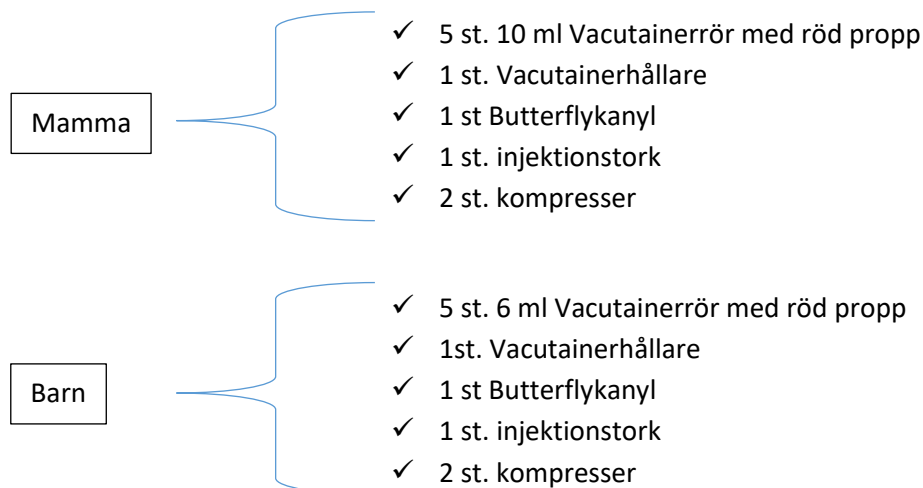 Mamma
✓ 5 st. 10 ml Vacutainerrör med röd propp
✓ 1 st. Vacutainerhållare
✓ 1 st Butterflykanyl
✓ 1 st. injektionstork
✓ 2 st. kompresser
Barn
✓ 5 st. 6 ml Vacutainerrör med röd propp
✓ 1st. Vacutainerhållare
✓ 1 st Butterflykanyl
✓ 1 st. injektionstork
✓ 2 st. kompresser